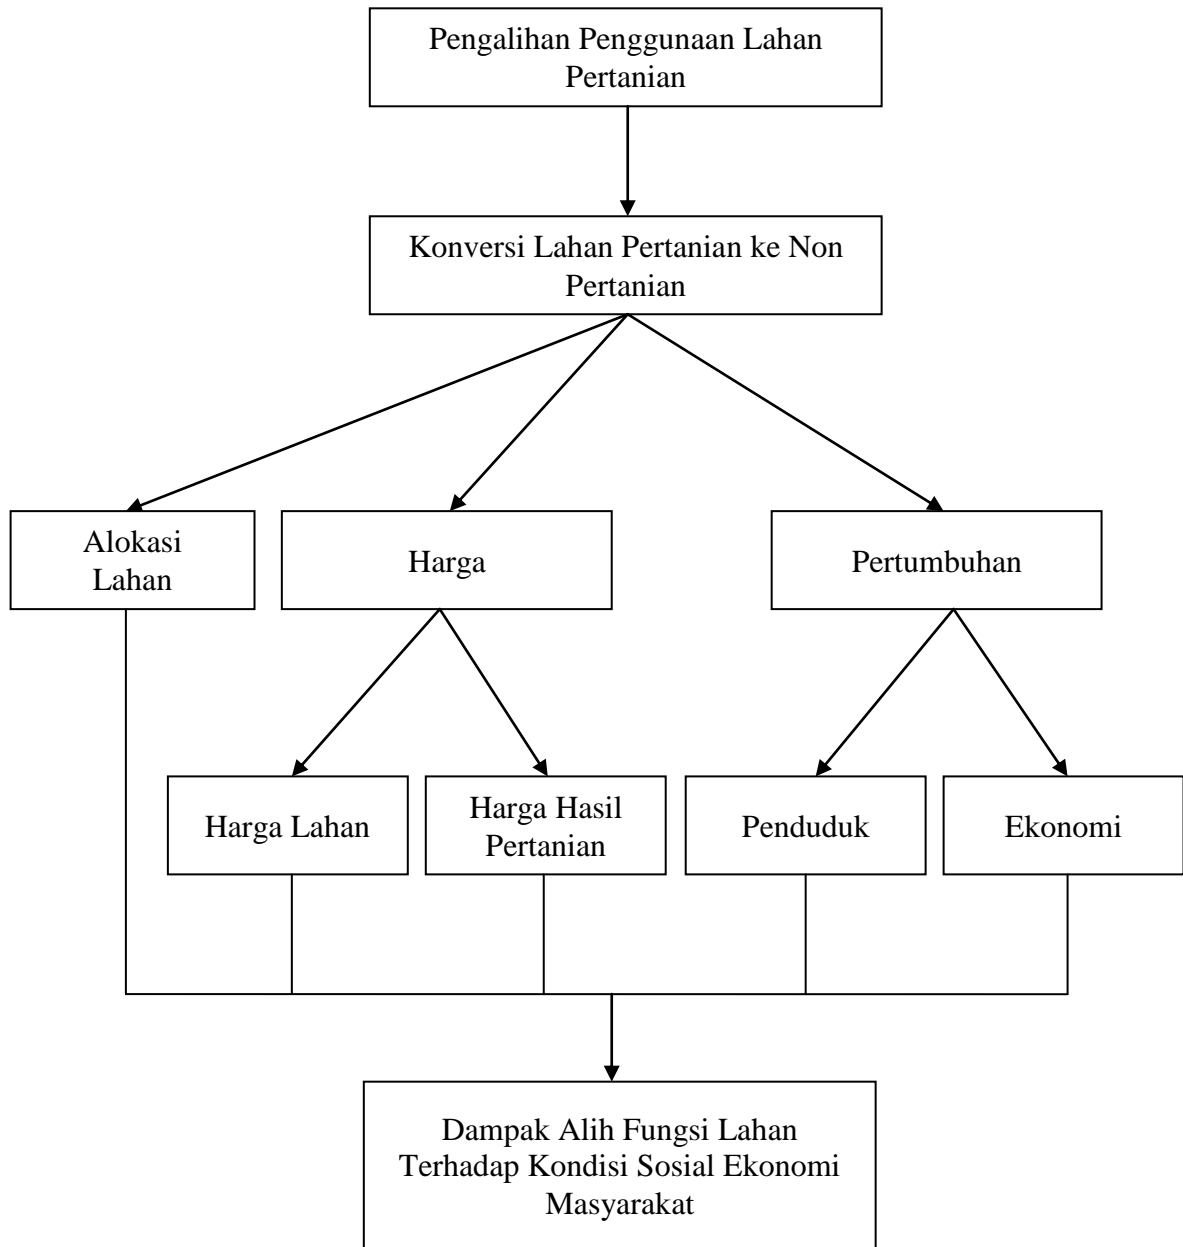 Pengalihan Penggunaan Lahan
Pertanian
Konversi Lahan Pertanian ke Non
Pertanian
Alokasi
Lahan
Harga
Pertumbuhan
Harga Lahan
Harga Hasil
Pertanian
Penduduk
Ekonomi
Dampak Alih Fungsi Lahan
Terhadap Kondisi Sosial Ekonomi
Masyarakat